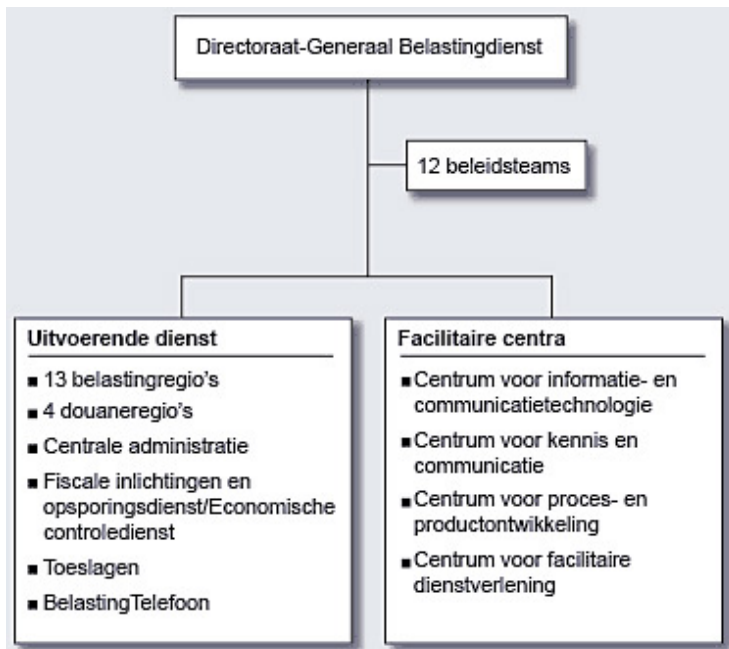 Directoraat-Generaal Belastingdienst
12 beleidsteams
Uitvoerende dienst
■ 13 belastingregio's
■ 4 douaneregio's
■ Centrale administratie
■ Fiscale inlichtingen en
opsporingsdienst/Economische
controledienst
■ Toeslagen
■ BelastingTelefoon
Facilitaire centra
■ Centrum voor informatie- en
communicatietechnologie
■ Centrum voor kennis en
communicatie
■ Centrum voor proces- en
productontwikkeling
■ Centrum voor facilitaire
dienstverlening